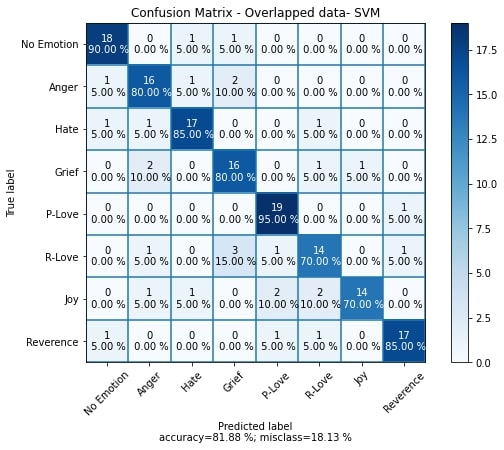 Confusion Matrix - Overlapped data- SVM
True label
No Emotion 18 0 1 1 0 0 0 0
90.00 % 0.00 % 5.00 % 5.00 % 0.00 % 0.00 % 0.00 % 0.00 %
Anger 1 16 1 2 0 0 0 0
5.00 % 80.00 % 5.00 % 10.00 % 0.00 % 0.00 % 0.00 % 0.00 %
Hate 1 1 17 0 0 1 0 0
5.00 % 5.00 % 85.00 % 0.00 % 0.00 % 5.00 % 0.00 % 0.00 %
Grief 0 2 0 16 0 1 1 0
0.00 % 10.00 % 0.00 % 80.00 % 0.00 % 5.00 % 5.00 % 0.00 %
P-Love 0 0 0 0 19 0 0 1
0.00 % 0.00 % 0.00 % 0.00 % 95.00 % 0.00 % 0.00 % 5.00 %
R-Love 0 1 0 3 1 14 0 1
0.00 % 5.00 % 0.00 % 15.00 % 5.00 % 70.00 % 0.00 % 5.00 %
Joy 0 1 1 0 2 2 14 0
0.00 % 5.00 % 5.00 % 0.00 % 10.00 % 10.00 % 70.00 % 0.00 %
Reverence 1 0 0 0 1 1 0 17
5.00 % 0.00 % 0.00 % 0.00 % 5.00 % 5.00 % 0.00 % 85.00 %
No Emotion Anger Hate Grief P-Love R-Love Joy Reverence
Predicted label
accuracy=81.88 %; misclass=18.13 %
17.5
15.0
12.5
10.0
7.5
5.0
2.5
0.0